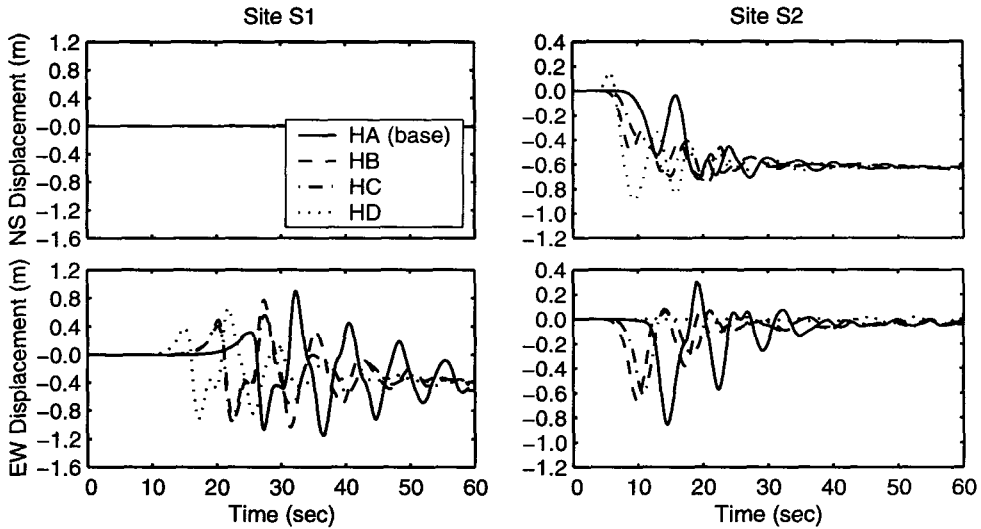 Site S1
Site S2
NS Displacement (m)
1.2
0.8
0.4
−0.0
−0.4
−0.8
−1.2
−1.6
HA (base)
HB
HC
HD
0.4
0.2
0.0
−0.2
−0.4
−0.6
−0.8
−1.0
−1.2
EW Displacement (m)
1.2
0.8
0.4
−0.0
−0.4
−0.8
−1.2
−1.6
0 10 20 30 40 50 60
Time (sec)
0.4
0.2
0.0
−0.2
−0.4
−0.6
−0.8
−1.0
−1.2
0 10 20 30 40 50 60
Time (sec)